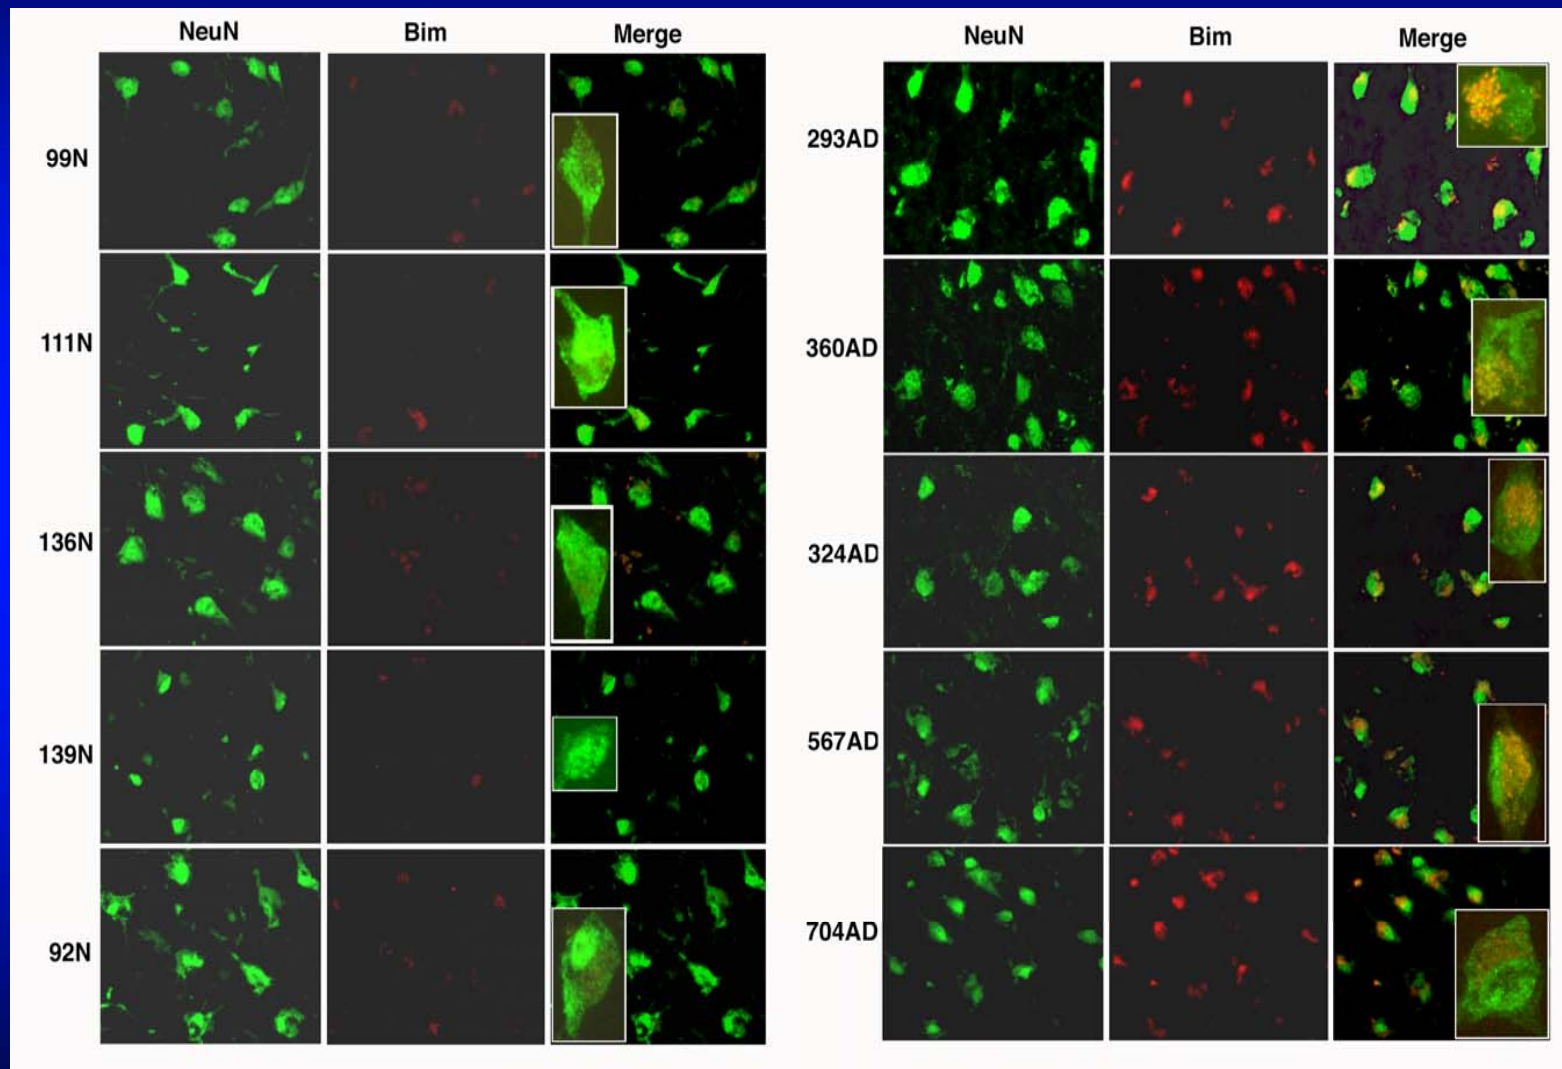 NeuN Bim Merge
99N
111N
136N
139N
92N
NeuN Bim Merge
293AD
360AD
324AD
567AD
704AD